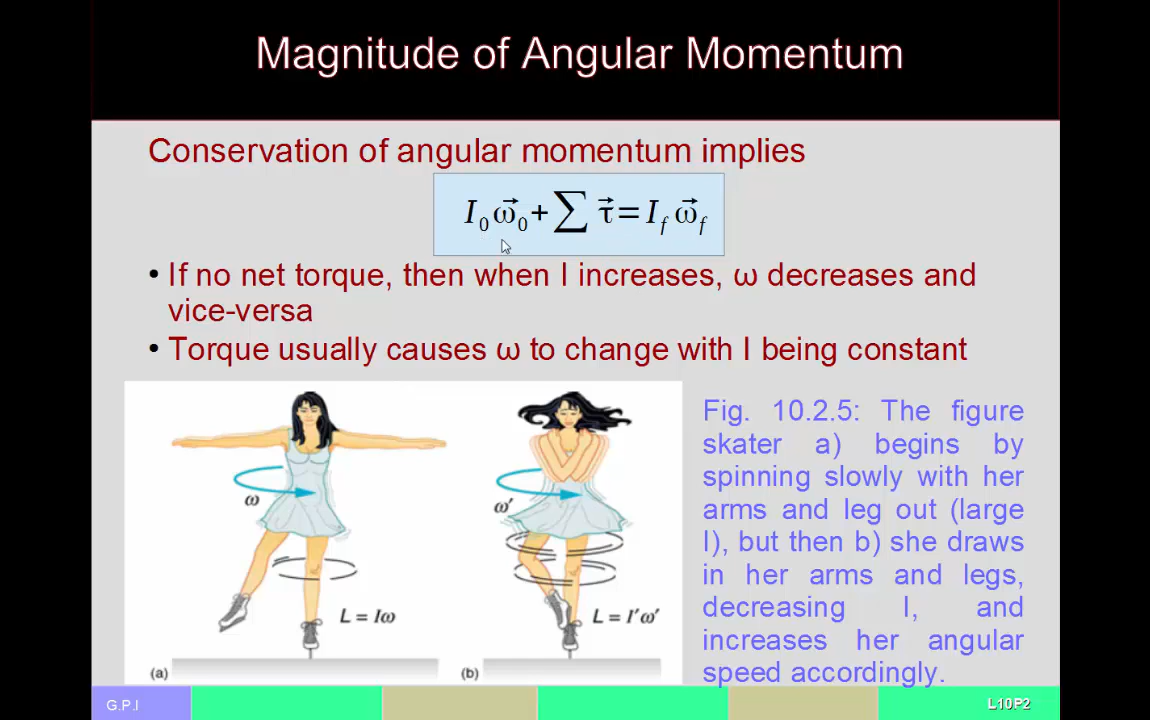 Magnitude of Angular Momentum
Conservation of angular momentum implies
I₀ω⃗₀+∑ τ⃗=I_f ω⃗_f
• If no net torque, then when I increases, ω decreases and
vice-versa
• Torque usually causes ω to change with I being constant
ω
L = Iω
(a)
ω′
L = I′ω′
(b)
Fig. 10.2.5: The figure
skater a) begins by
spinning slowly with her
arms and leg out (large
I), but then b) she draws
in her arms and legs,
decreasing I, and
increases her angular
speed accordingly.
G.P.I
L10P2